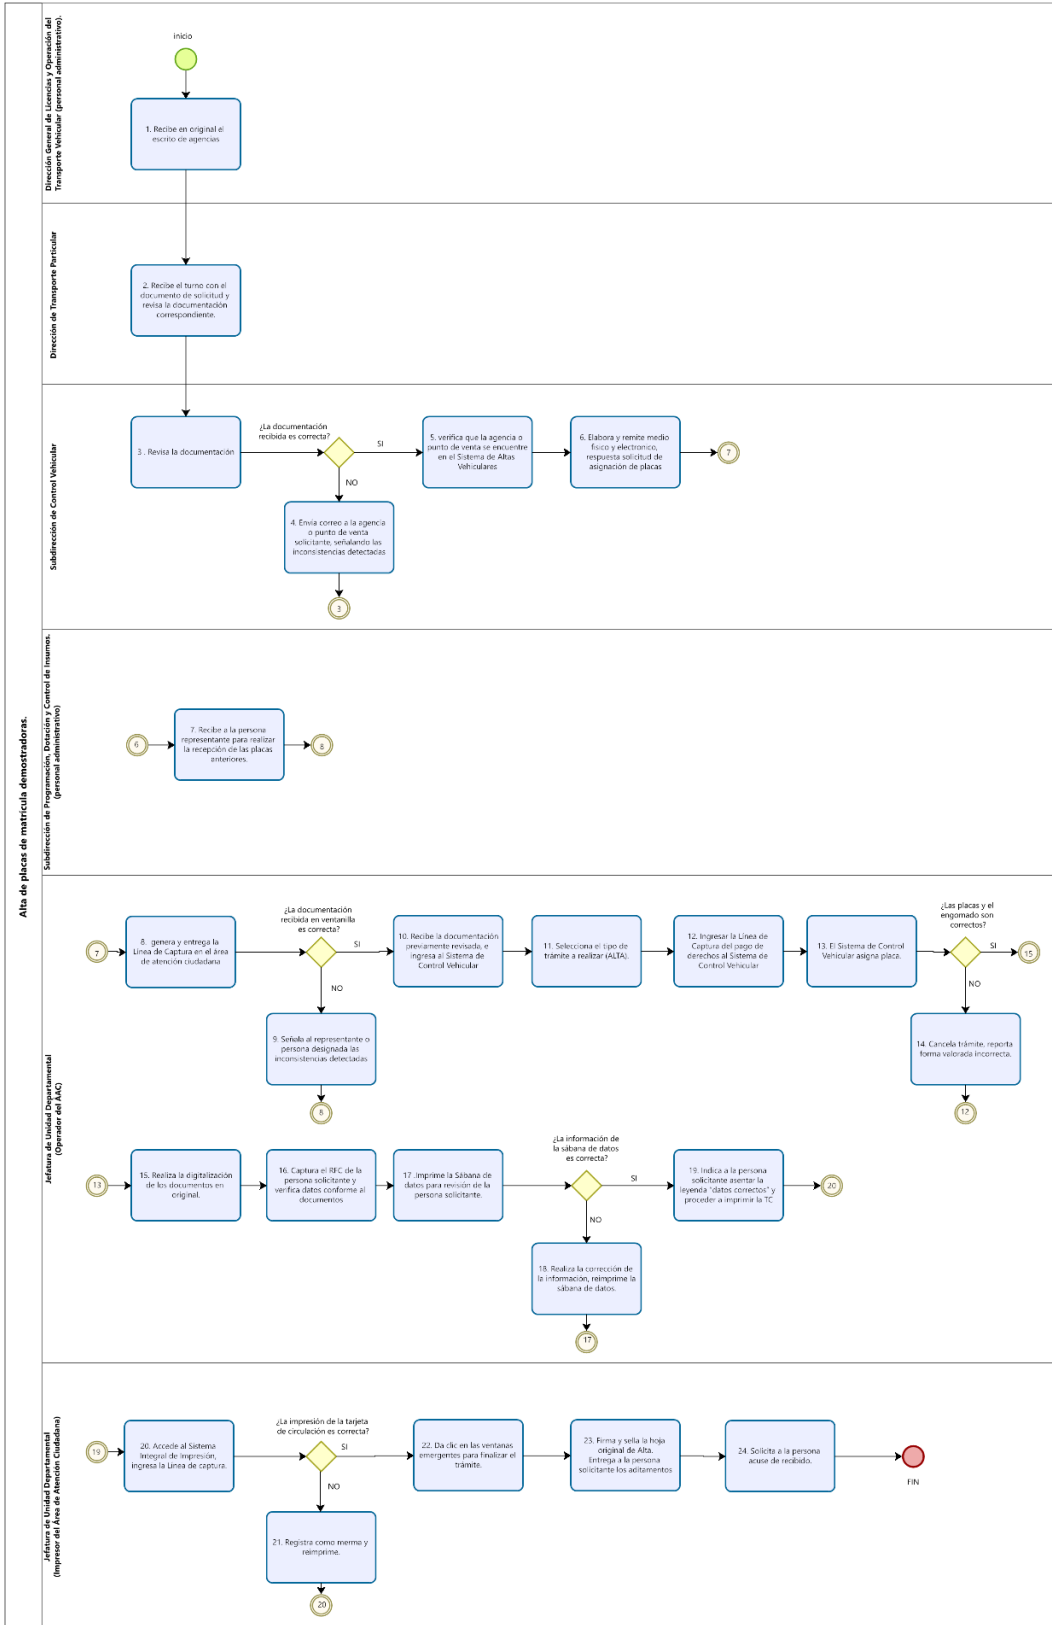 Alta de placas de matrícula demostradoras.
Dirección General de Licencias y Operación del
Transporte Vehicular (personal administrativo).
inicio
1. Recibe en original el
escrito de agencias
Dirección de Transporte Particular
2. Recibe el turno con el
documento de solicitud y
revisa la documentación
correspondiente.
Subdirección de Control Vehicular
3 . Revisa la documentación
¿La documentación
recibida es correcta?
SI
NO
4. Envía correo a la agencia
o punto de venta
solicitante, señalando las
inconsistencias detectadas
3
5. verifica que la agencia o
punto de venta se encuentre
en el Sistema de Altas
Vehiculares
6. Elabora y remite medio
físico y electronico,
respuesta solicitud de
asignación de placas
7
Subdirección de Programación, Dotación y Control de Insumos.
(personal administrativo)
6
7. Recibe a la persona
representante para realizar
la recepción de las placas
anteriores.
8
Jefatura de Unidad Departamental
(Operador del AAC)
7
8. genera y entrega la
Línea de Captura en el área
de atención ciudadana
¿La documentación
recibida en ventanilla
es correcta?
SI
NO
9. Señala al representante o
persona designada las
inconsistencias detectadas
8
10. Recibe la documentación
previamente revisada, e
ingresa al Sistema de
Control Vehicular
11. Selecciona el tipo de
trámite a realizar (ALTA).
12. Ingresar la Línea de
Captura del pago de
derechos al Sistema de
Control Vehicular
13. El Sistema de Control
Vehicular asigna placa.
¿Las placas y el
engomado son
correctos?
SI
15
NO
14. Cancela trámite, reporta
forma valorada incorrecta.
12
13
15. Realiza la digitalización
de los documentos en
original.
16. Captura el RFC de la
persona solicitante y
verifica datos conforme al
documentos
17 .Imprime la Sábana de
datos para revisión de la
persona solicitante.
¿La información de
la sábana de datos
es correcta?
SI
NO
18. Realiza la corrección de
la información, reimprime la
sábana de datos.
17
19. Indica a la persona
solicitante asentar la
leyenda "datos correctos" y
proceder a imprimir la TC
20
Jefatura de Unidad Departamental
(Impresor del Área de Atención Ciudadana)
19
20. Accede al Sistema
Integral de Impresión,
ingresa la Línea de captura.
¿La impresión de la tarjeta
de circulación es correcta?
SI
NO
21. Registra como merma y
reimprime.
20
22. Da clic en las ventanas
emergentes para finalizar el
trámite.
23. Firma y sella la hoja
original de Alta.
Entrega a la persona
solicitante los aditamentos
24. Solicita a la persona
acuse de recibido.
FIN